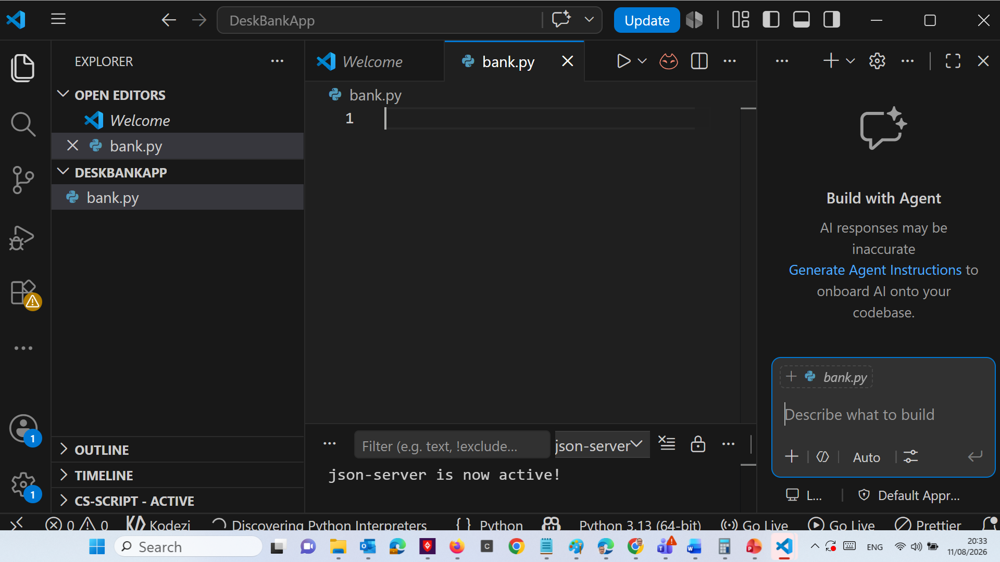 DeskBankApp
Update
EXPLORER
OPEN EDITORS
Welcome
bank.py
DESKBANKAPP
bank.py
OUTLINE
TIMELINE
CS-SCRIPT - ACTIVE
Welcome
bank.py
bank.py
1
Filter (e.g. text, !exclude...
json-server
json-server is now active!
Build with Agent
AI responses may be
inaccurate
Generate Agent Instructions to
onboard AI onto your
codebase.
bank.py
Describe what to build
Auto
L...
Default Appr...
1
1
0 0 Kodezi Discovering Python Interpreters { } Python Python 3.13 (64-bit) Go Live Go Live Prettier
Search
ENG
20:33
11/08/2026